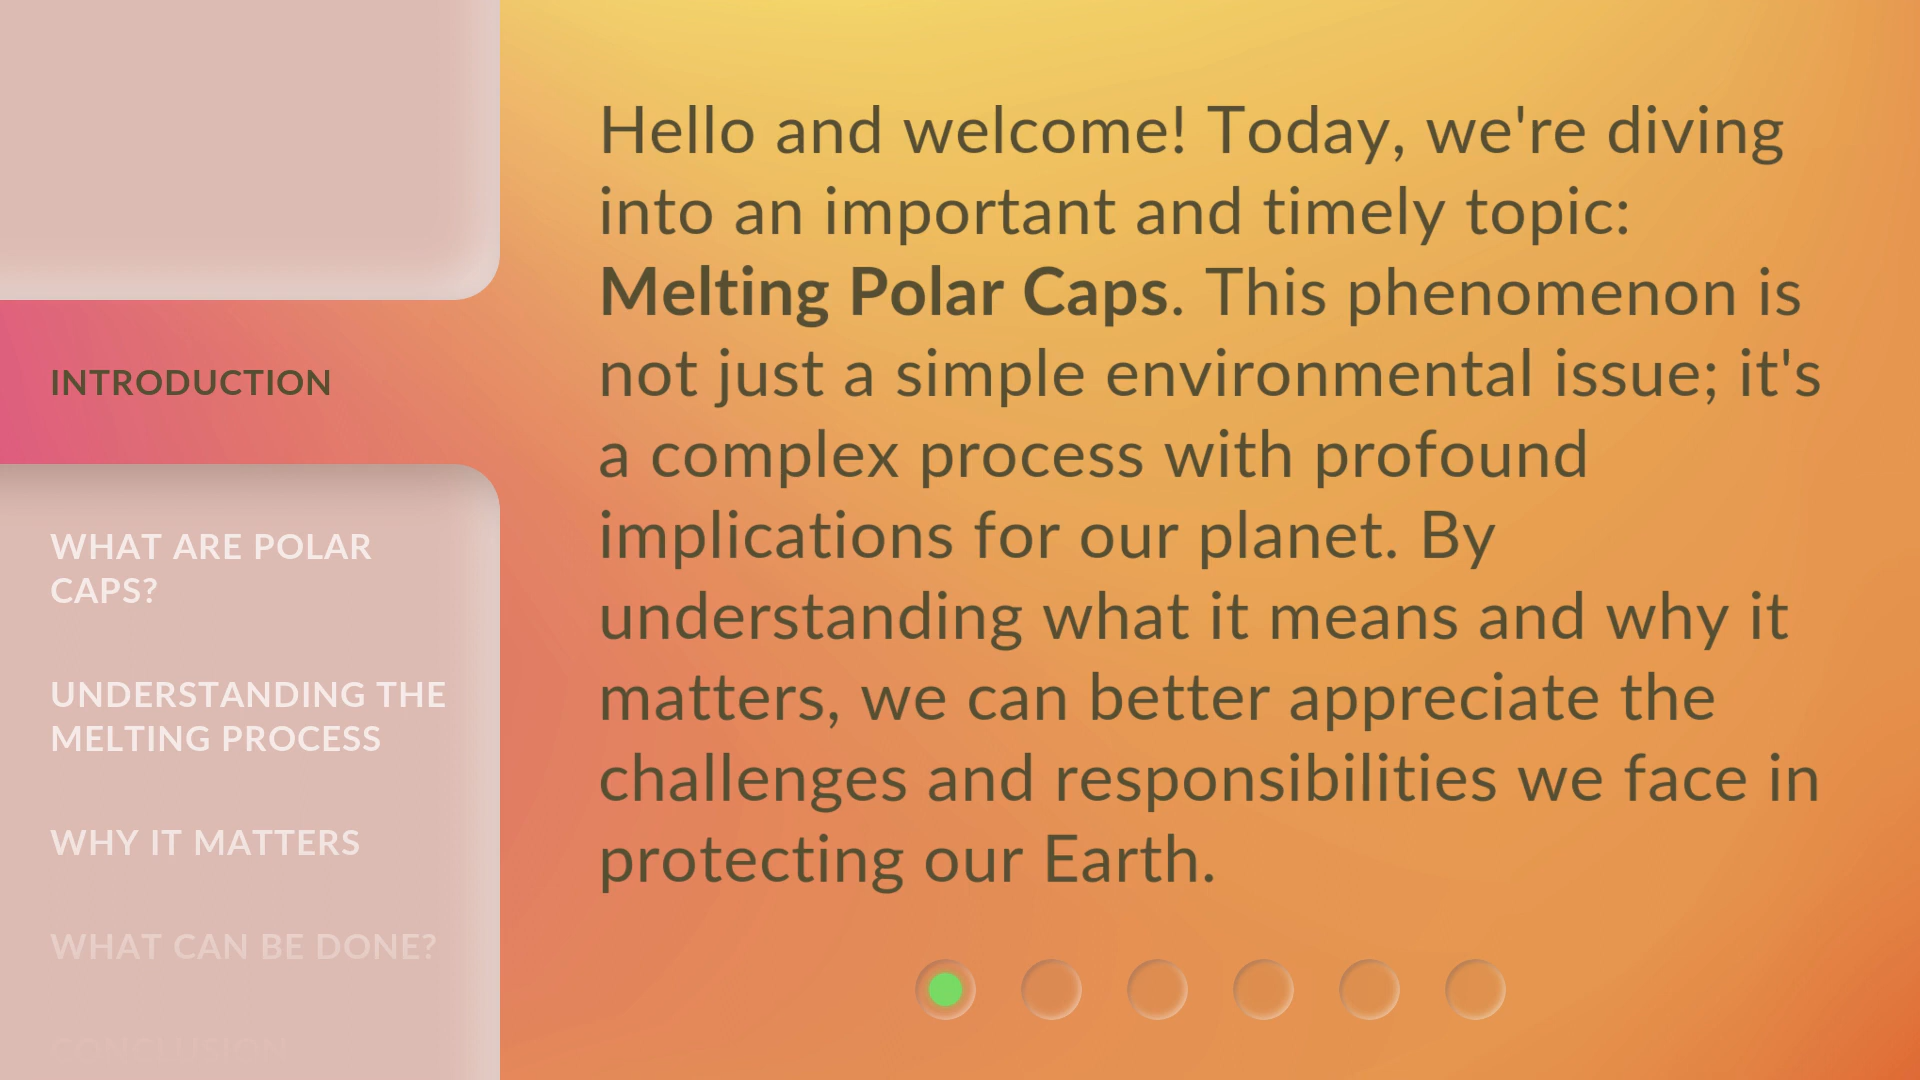 INTRODUCTION
WHAT ARE POLAR
CAPS?
UNDERSTANDING THE
MELTING PROCESS
WHY IT MATTERS
WHAT CAN BE DONE?
CONCLUSION
Hello and welcome! Today, we're diving
into an important and timely topic:
Melting Polar Caps. This phenomenon is
not just a simple environmental issue; it's
a complex process with profound
implications for our planet. By
understanding what it means and why it
matters, we can better appreciate the
challenges and responsibilities we face in
protecting our Earth.